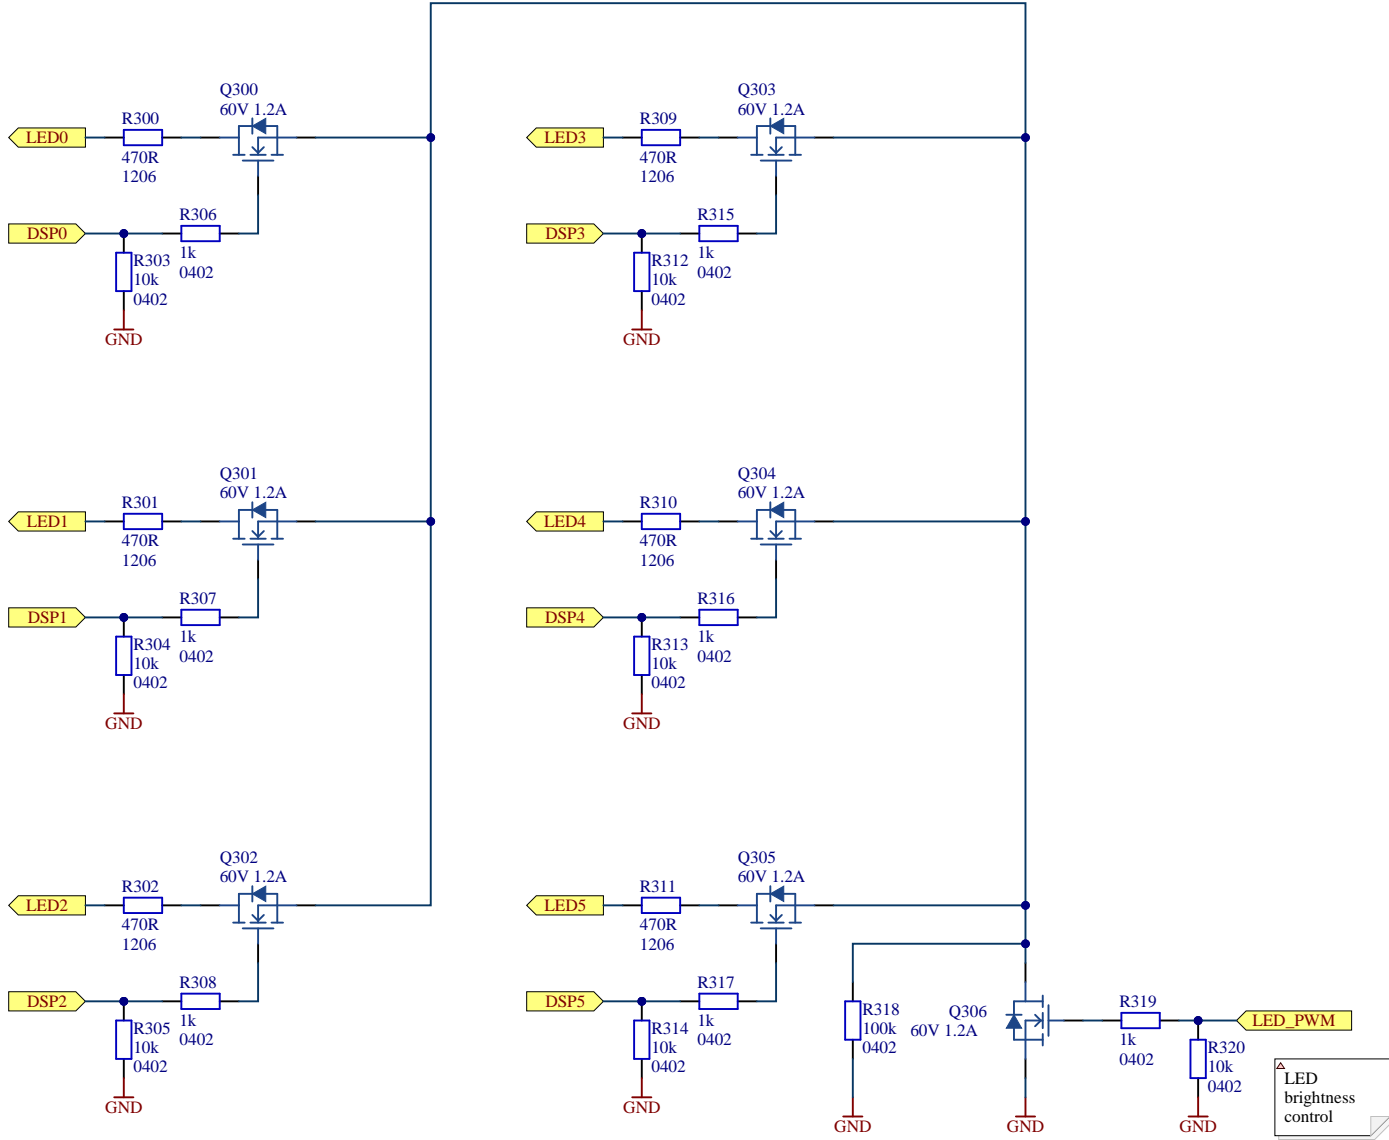 Q300
60V 1.2A
R300
LED0
470R
1206
R306
DSP0
1k
0402
R303
10k
0402
GND
Q303
60V 1.2A
R309
LED3
470R
1206
R315
DSP3
1k
0402
R312
10k
0402
GND
Q301
60V 1.2A
R301
LED1
470R
1206
R307
DSP1
1k
0402
R304
10k
0402
GND
Q304
60V 1.2A
R310
LED4
470R
1206
R316
DSP4
1k
0402
R313
10k
0402
GND
Q302
60V 1.2A
R302
LED2
470R
1206
R308
DSP2
1k
0402
R305
10k
0402
GND
Q305
60V 1.2A
R311
LED5
470R
1206
R317
DSP5
1k
0402
R314
10k
0402
GND
R318
100k
0402
GND
Q306
60V 1.2A
GND
R319
1k
0402
LED_PWM
R320
10k
0402
GND
LED
brightness
control